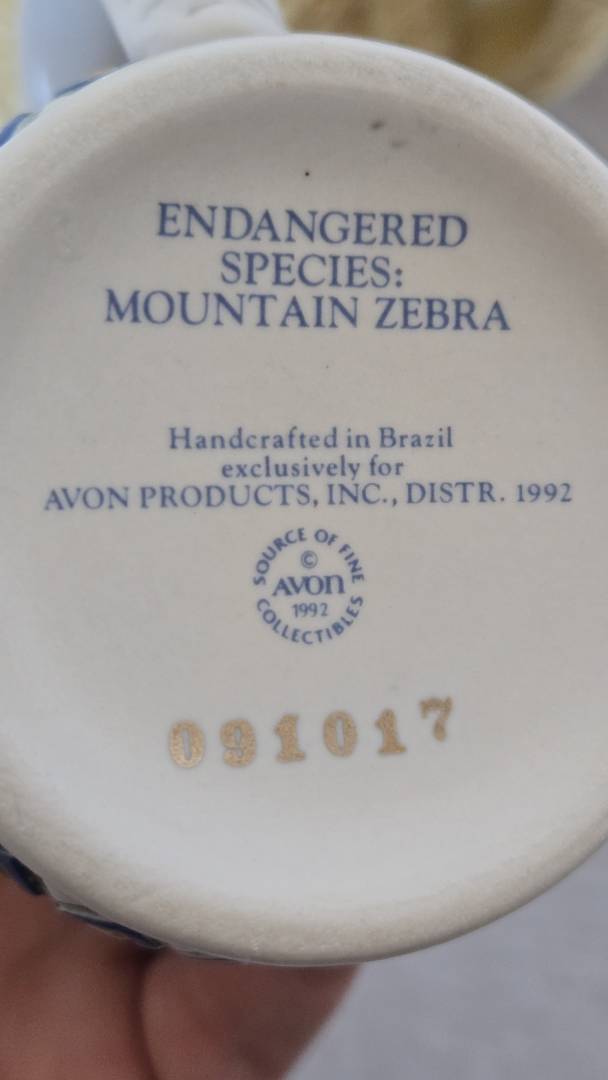 ENDANGERED
SPECIES:
MOUNTAIN ZEBRA
Handcrafted in Brazil
exclusively for
AVON PRODUCTS, INC., DISTR. 1992
SOURCE OF FINE
©
AVON
1992
COLLECTIBLES
091017